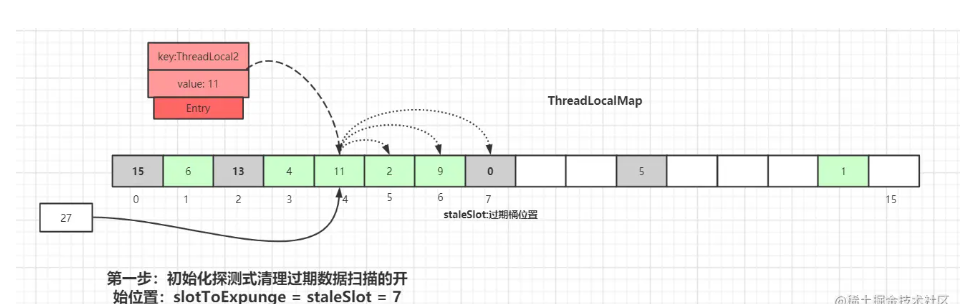 key:ThreadLocal2
value: 11
Entry
ThreadLocalMap
15 6 13 4 11 2 9 0 5 1
0 1 2 3 4 5 6 7 15
staleSlot:过期桶位置
27
第一步：初始化探测式清理过期数据扫描的开
始位置：slotToExpunge = staleSlot = 7
@稀土掘金技术社区